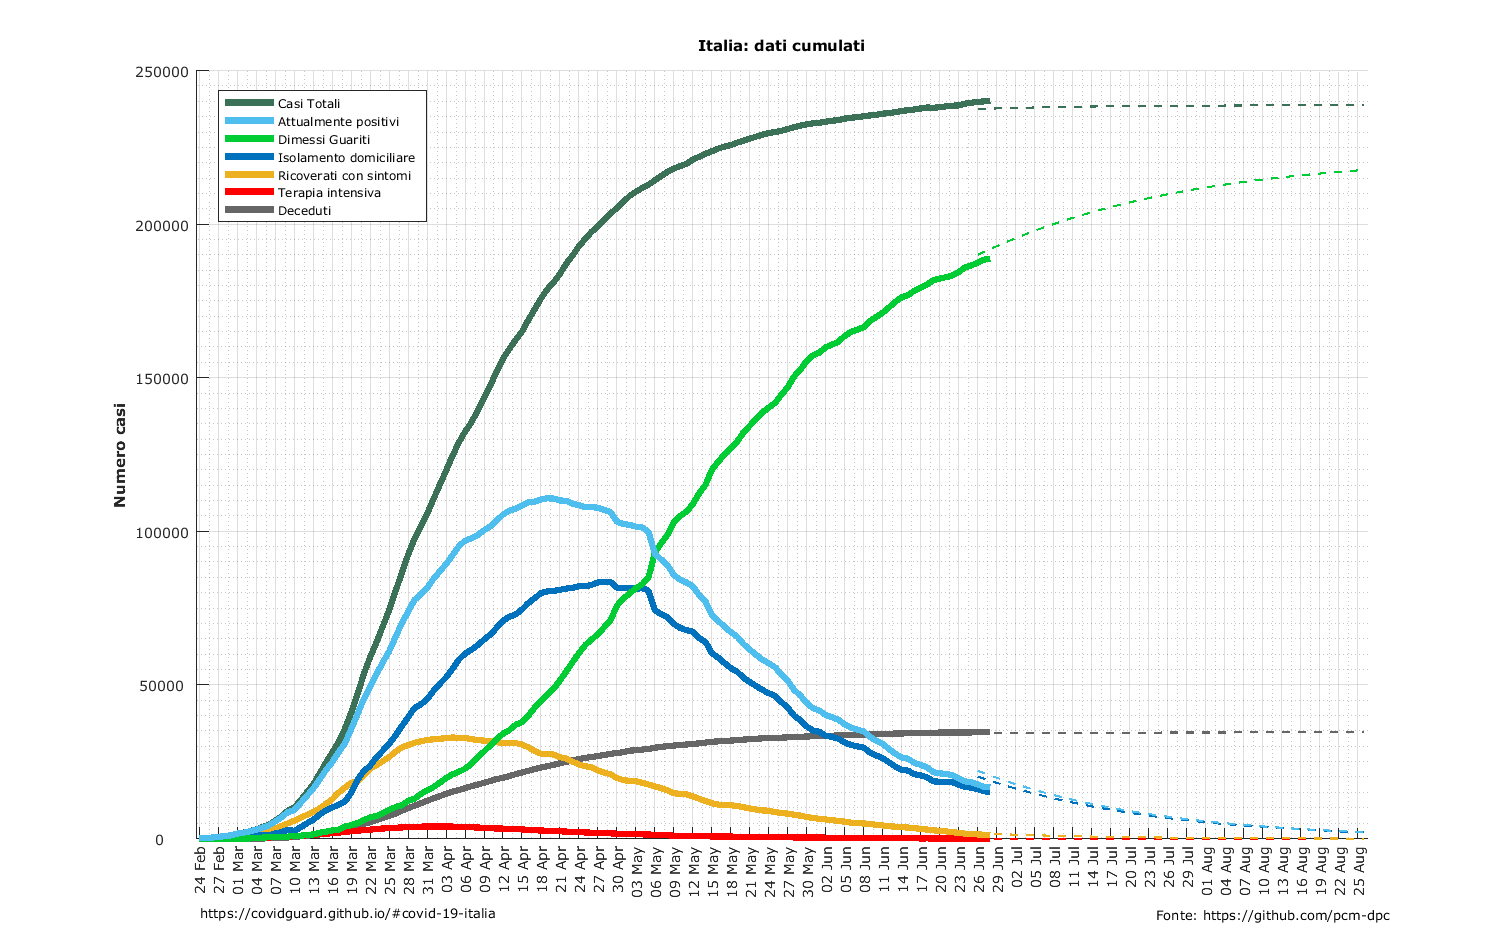 Italia: dati cumulati
250000
200000
150000
100000
50000
0
Numero casi
Casi Totali
Attualmente positivi
Dimessi Guariti
Isolamento domiciliare
Ricoverati con sintomi
Terapia intensiva
Deceduti
24 Feb
27 Feb
01 Mar
04 Mar
07 Mar
10 Mar
13 Mar
16 Mar
19 Mar
22 Mar
25 Mar
28 Mar
31 Mar
03 Apr
06 Apr
09 Apr
12 Apr
15 Apr
18 Apr
21 Apr
24 Apr
27 Apr
30 Apr
03 May
06 May
09 May
12 May
15 May
18 May
21 May
24 May
27 May
30 May
02 Jun
05 Jun
08 Jun
11 Jun
14 Jun
17 Jun
20 Jun
23 Jun
26 Jun
29 Jun
02 Jul
05 Jul
08 Jul
11 Jul
14 Jul
17 Jul
20 Jul
23 Jul
26 Jul
29 Jul
01 Aug
04 Aug
07 Aug
10 Aug
13 Aug
16 Aug
19 Aug
22 Aug
25 Aug
https://covidguard.github.io/#covid-19-italia
Fonte: https://github.com/pcm-dpc